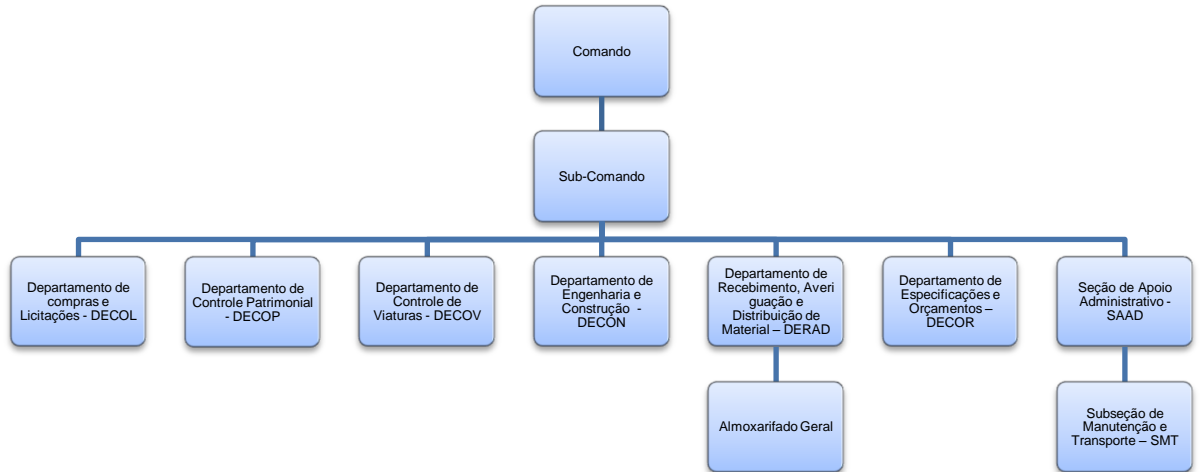 Comando
Sub-Comando
Departamento de
compras e
Licitações - DECOL
Departamento de
Controle Patrimonial
- DECOP
Departamento de
Controle de
Viaturas - DECOV
Departamento de
Engenharia e
Construção -
DECON
Departamento de
Recebimento, Averi
guação e
Distribuição de
Material – DERAD
Departamento de
Especificações e
Orçamentos –
DECOR
Seção de Apoio
Administrativo -
SAAD
Almoxarifado Geral
Subseção de
Manutenção e
Transporte – SMT